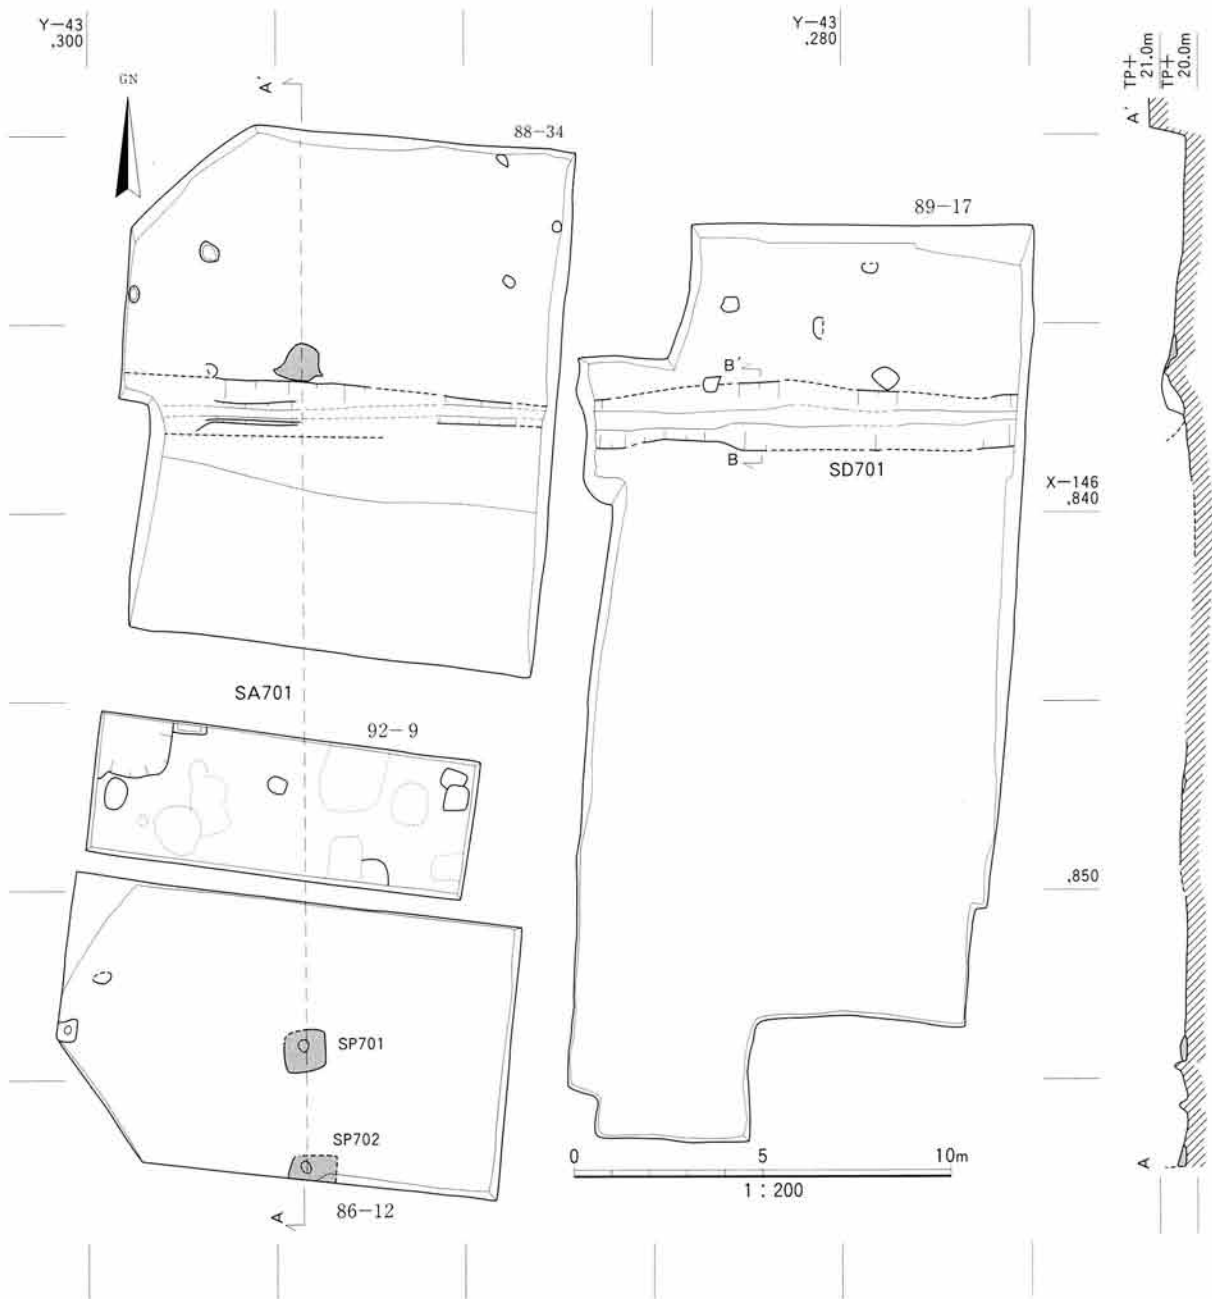 Y-43
.300
Y-43
.280
TP+
21.0m
TP+
20.0m
GN
A'
A'
88-34
89-17
B'
B
SD701
X-146
.840
SA701
92-9
.850
SP701
SP702
0 5 10m
1:200
A
86-12
A